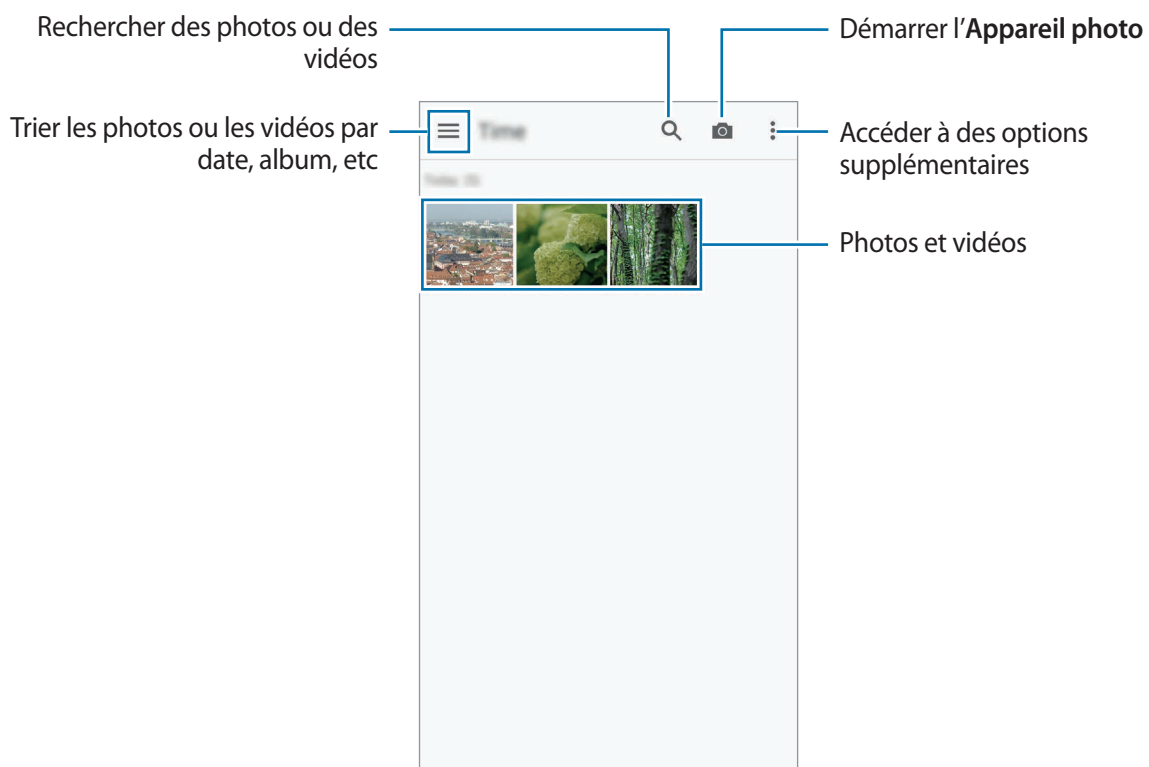 Rechercher des photos ou des
vidéos
Démarrer l'Appareil photo
Trier les photos ou les vidéos par
date, album, etc
Time
Accéder à des options
supplémentaires
Photos et vidéos